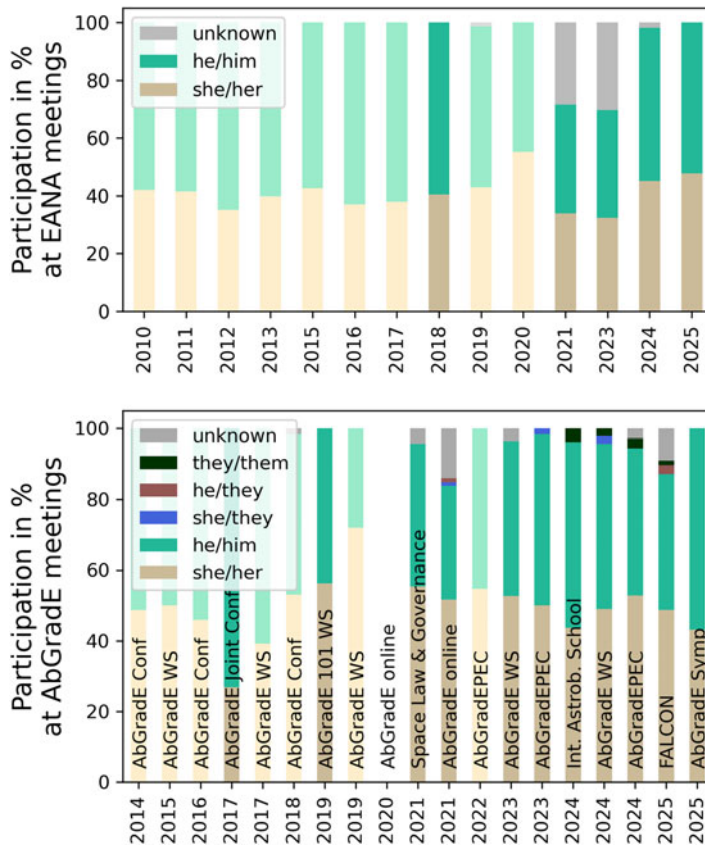 Participation in %
at EANA meetings
100
80
60
40
20
0
unknown
he/him
she/her
2010
2011
2012
2013
2015
2016
2017
2018
2019
2020
2021
2023
2024
2025
Participation in %
at AbGradE meetings
100
80
60
40
20
0
unknown
they/them
he/they
she/they
he/him
she/her
AbGradE Conf
AbGradE WS
AbGradE Conf
AbGradE Joint Conf
AbGradE WS
AbGradE Conf
AbGradE 101 WS
AbGradE WS
AbGradE online
Space Law & Governance
AbGradE online
AbGradEPEC
AbGradE WS
AbGradEPEC
Int. Astrob. School
AbGradE WS
AbGradEPEC
FALCON
AbGradE Symp
2014
2015
2016
2017
2017
2018
2019
2019
2020
2021
2021
2022
2023
2023
2024
2024
2024
2025
2025